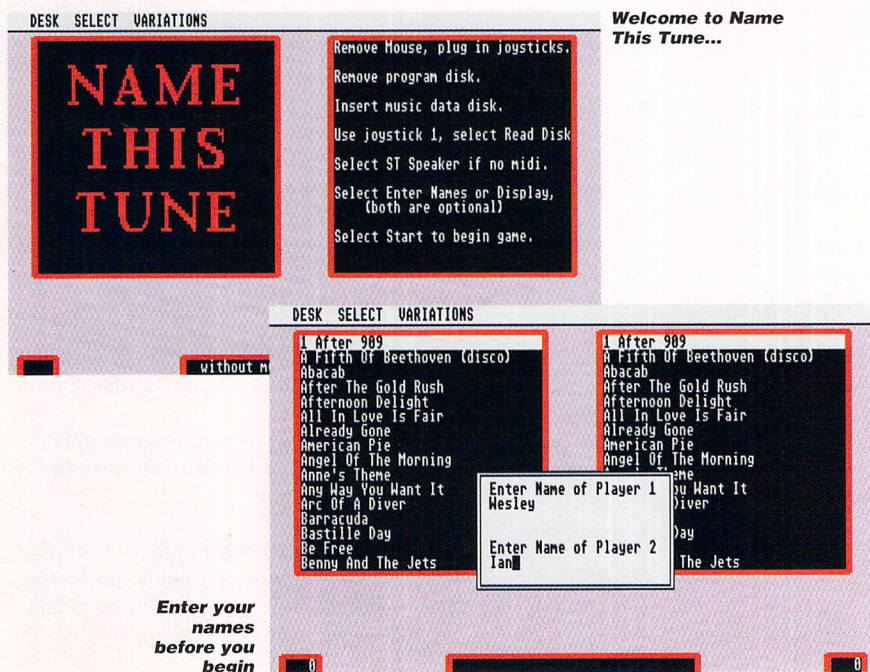 DESK SELECT VARIATIONS
NAME
THIS
TUNE
Remove Mouse, plug in joysticks.
Remove program disk.
Insert music data disk.
Use joystick 1, select Read Disk
Select ST Speaker if no midi.
Select Enter Names or Display,
(both are optional)
Select Start to begin game.
without
Welcome to Name
This Tune...
DESK SELECT VARIATIONS
1 After 909
A Fifth Of Beethoven (disco)
Abacab
After The Gold Rush
Afternoon Delight
All In Love Is Fair
Already Gone
American Pie
Angel Of The Morning
Anne's Theme
Any Way You Want It
Arc Of A Diver
Barracuda
Bastille Day
Be Free
Benny And The Jets
1 After 909
A Fifth Of Beethoven (disco)
Abacab
After The Gold Rush
Afternoon Delight
All In Love Is Fair
Already Gone
American Pie
Angel Of The Morning
Want It
Diver
Day
The Jets
Enter Name of Player 1
Wesley
Enter Name of Player 2
Ian
0
0
Enter your
names
before you
begin